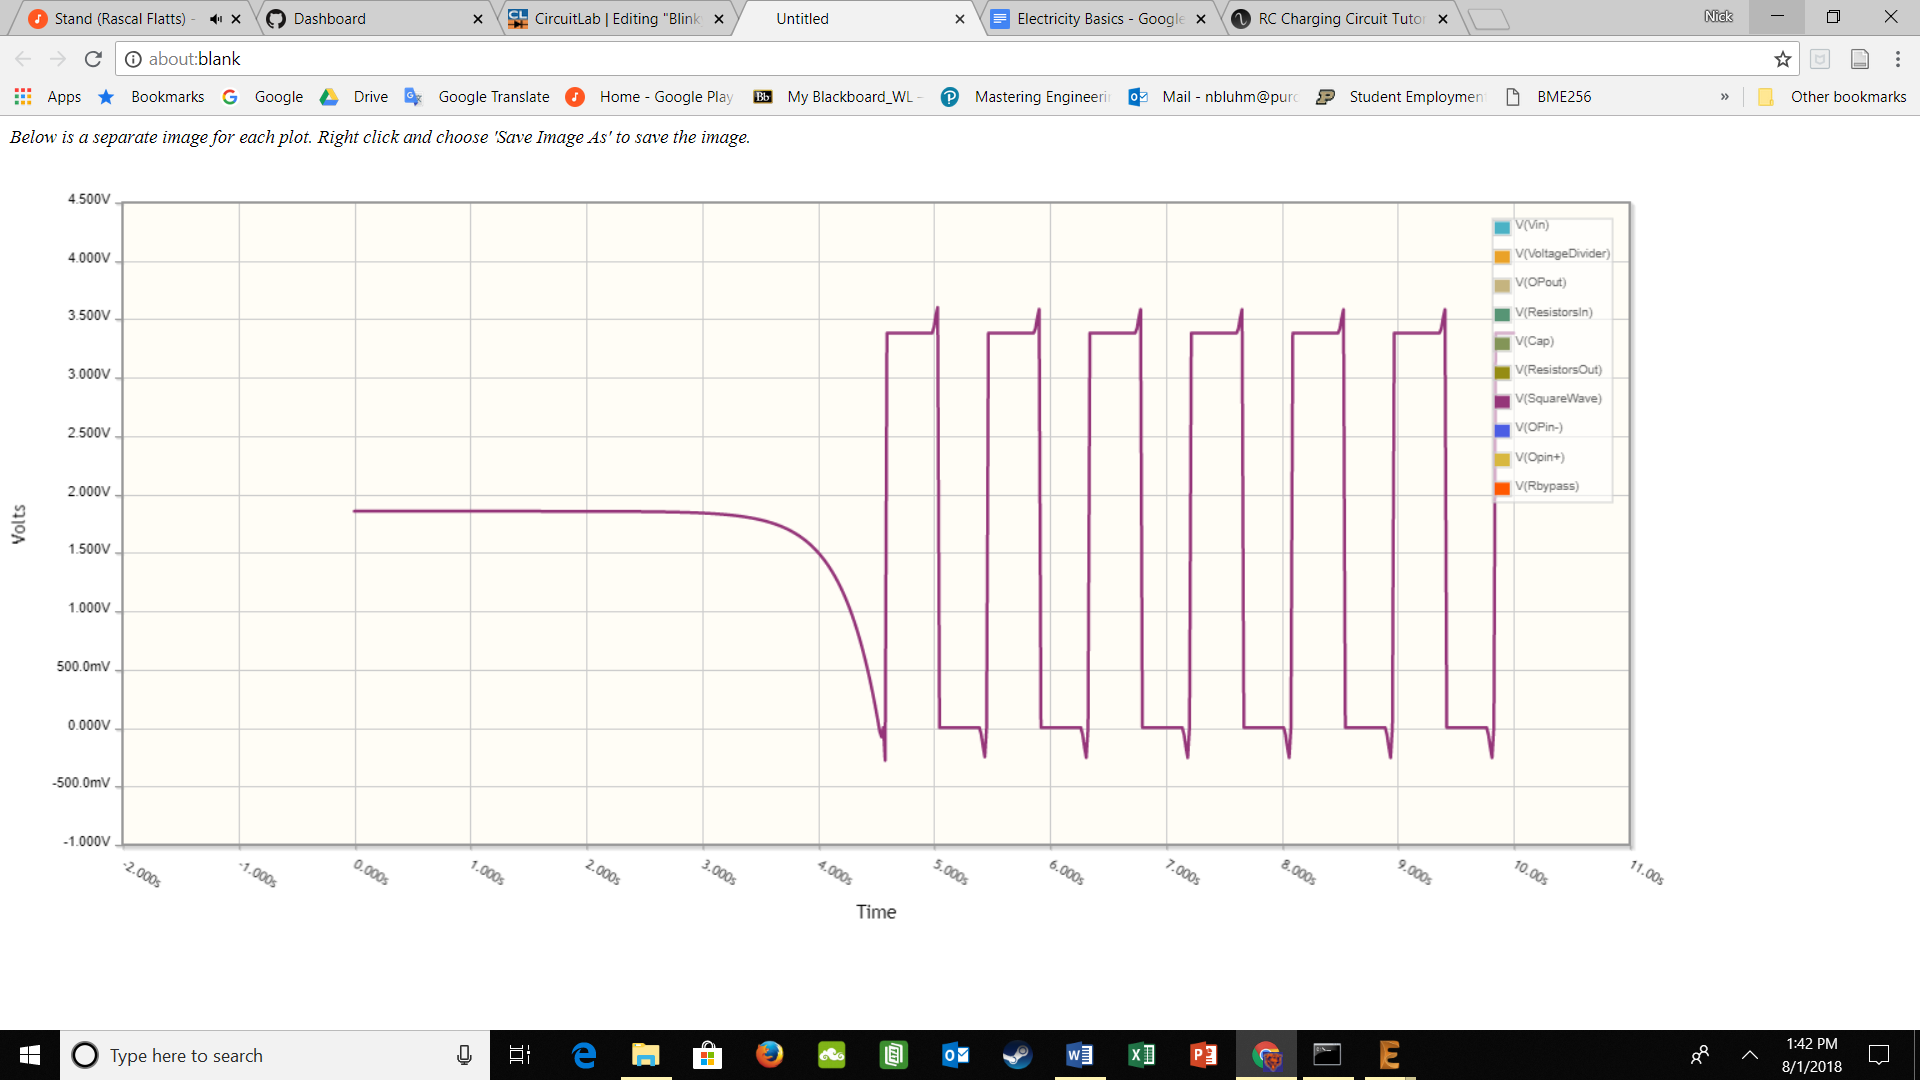 Stand (Rascal Flatts) -
Dashboard
CircuitLab | Editing "Blink
Untitled
Electricity Basics - Google
RC Charging Circuit Tutor
Nick
about:blank
Apps
Bookmarks
Google
Drive
Google Translate
Home - Google Play
Bb
My Blackboard_WL -
Mastering Engineeri
Mail - nbluhm@purc
Student Employmen
BME256
»
Other bookmarks
Below is a separate image for each plot. Right click and choose 'Save Image As' to save the image.
4.500V
4.000V
3.500V
3.000V
2.500V
2.000V
1.500V
1.000V
500.0mV
0.000V
-500.0mV
-1.000V
Volts
V(Vin)
V(VoltageDivider)
V(OPout)
V(ResistorsIn)
V(Cap)
V(ResistorsOut)
V(SquareWave)
V(OPin-)
V(Opin+)
V(Rbypass)
-2.000s
-1.000s
0.000s
1.000s
2.000s
3.000s
4.000s
5.000s
6.000s
7.000s
8.000s
9.000s
10.00s
11.00s
Time
Type here to search
1:42 PM
8/1/2018